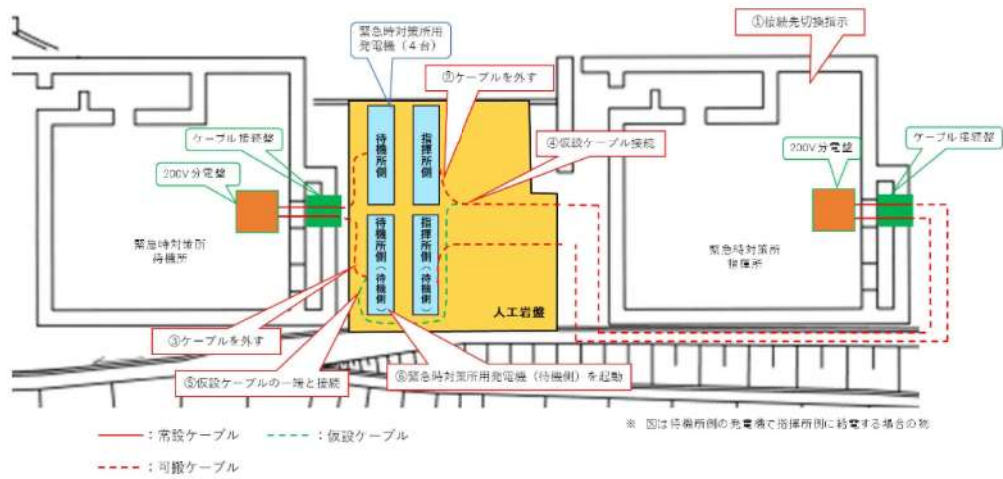 ①接続先切換指示
緊急時対策所用
発電機（４台）
②ケーブルを外す
ケーブル接続盤
④仮設ケーブル接続
ケーブル接続盤
200V分電盤
200V分電盤
待機所側
指揮所側
待機所側（待機側）
指揮所側（待機側）
緊急時対策所
待機所
緊急時対策所
指揮所
人工岩盤
③ケーブルを外す
⑤仮設ケーブルの一端と接続
⑥緊急時対策所用発電機（待機側）を起動
※　図は待機所側の発電機で指揮所側に給電する場合の物
：常設ケーブル
：仮設ケーブル
：可搬ケーブル